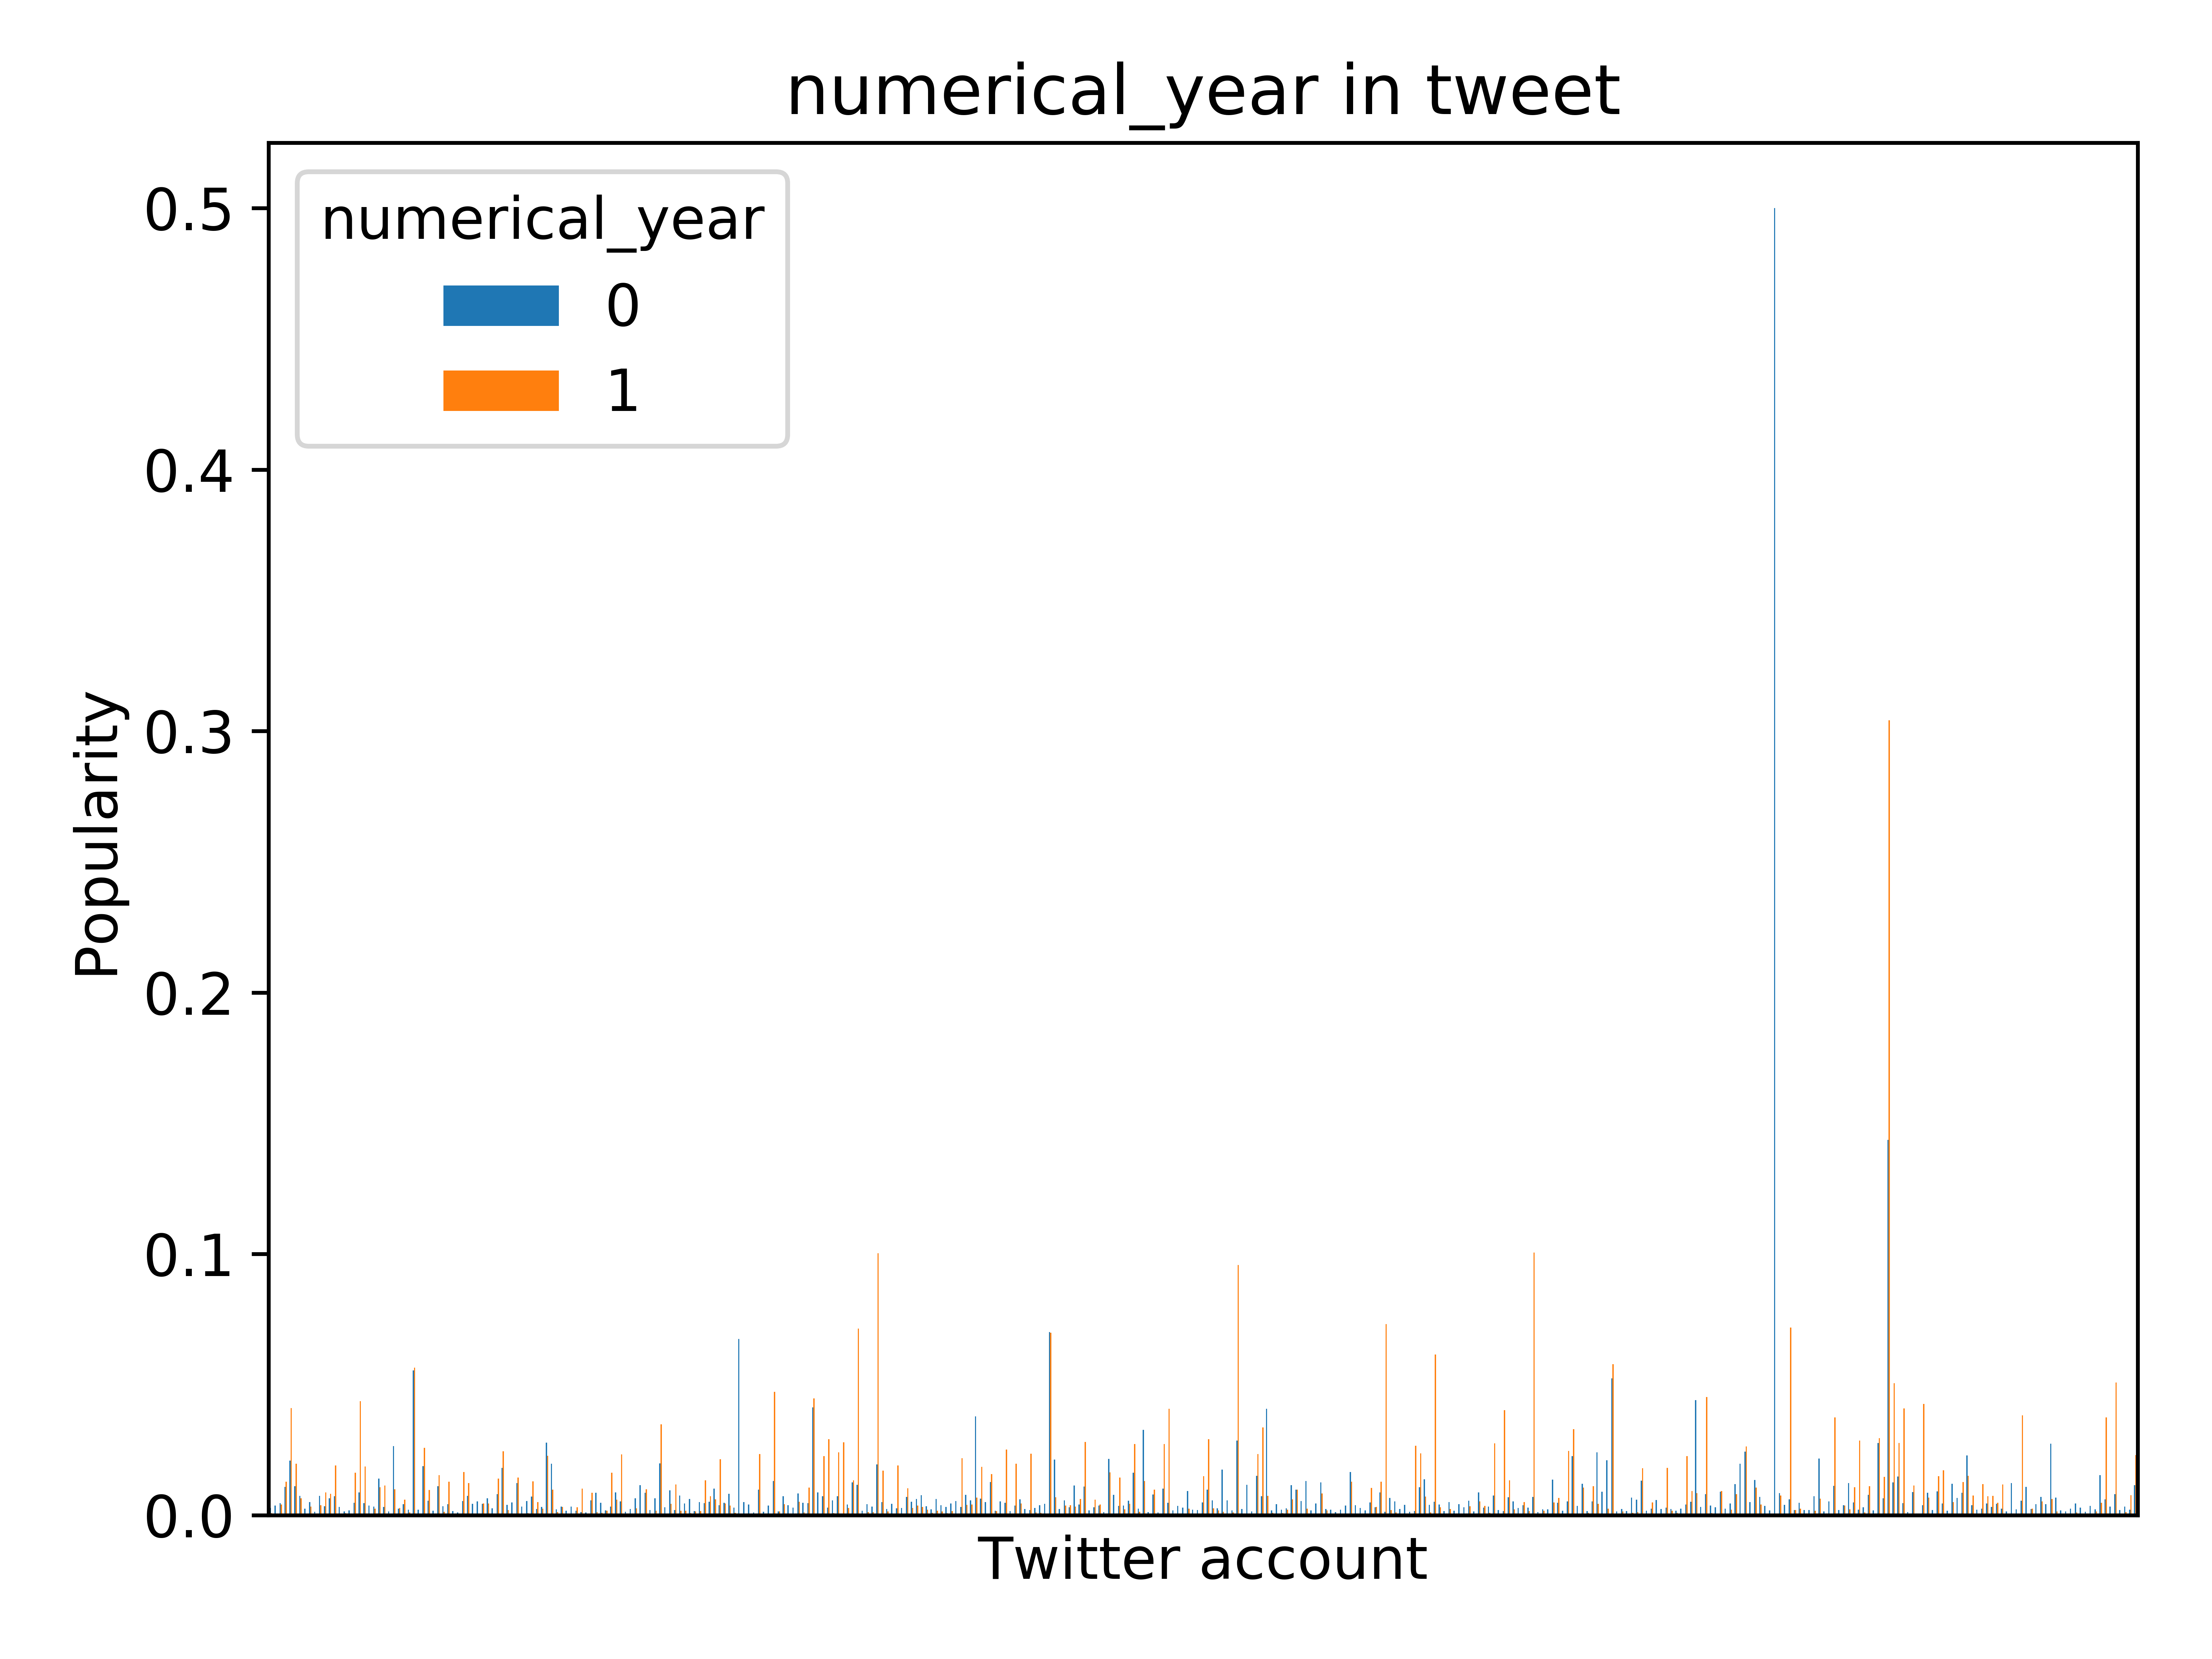 numerical_year in tweet
numerical_year
0
1
0.5
0.4
0.3
0.2
0.1
0.0
Popularity
Twitter account